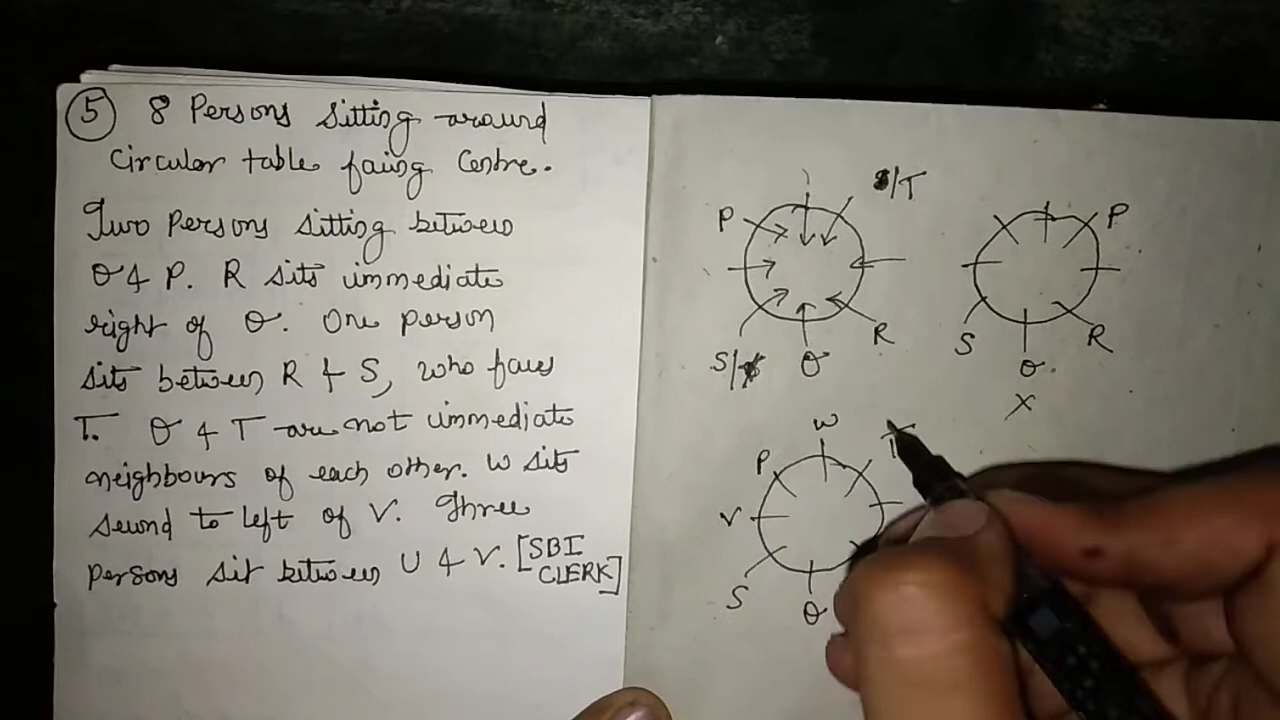 5 8 Persons sitting around
circular table faing Centre.
Two Persons sitting between
Q & P. R sits immediate
right of Q. One person
sits between R & S, who faces
T. Q & T are not immediate
neighbours of each other. W sits
second to left of V. Three
persons sit between U & V. [SBI
CLERK]
P
S/T
R
Q
S/
P
R
Q
S
X
W
T
P
V
S
Q